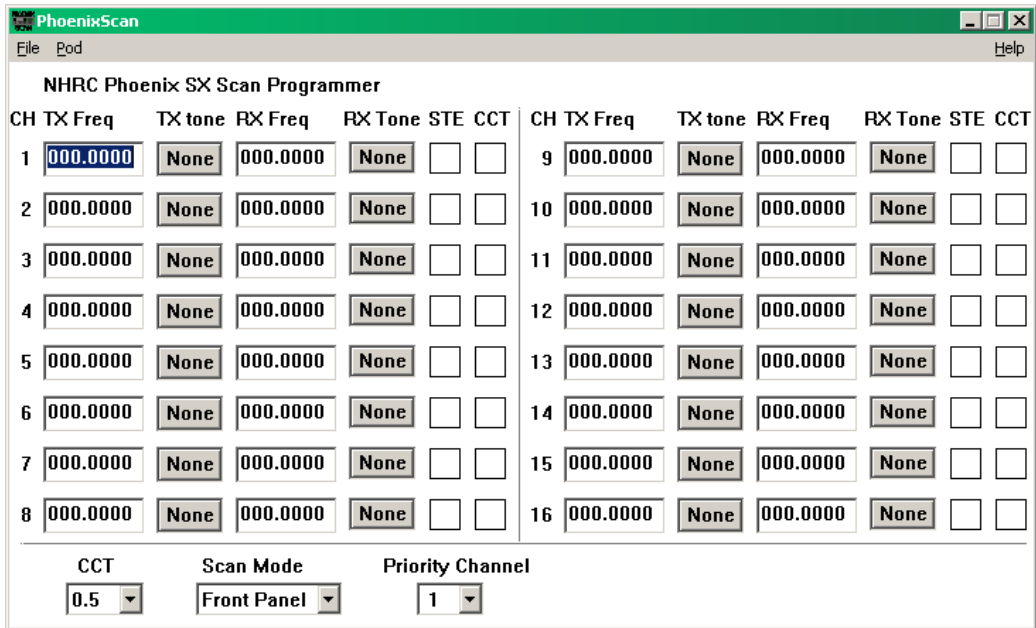 PhoenixScan
File Pod Help
NHRC Phoenix SX Scan Programmer
CH TX Freq TX tone RX Freq RX Tone STE CCT CH TX Freq TX tone RX Freq RX Tone STE CCT
1 000.0000 None 000.0000 None 9 000.0000 None 000.0000 None
2 000.0000 None 000.0000 None 10 000.0000 None 000.0000 None
3 000.0000 None 000.0000 None 11 000.0000 None 000.0000 None
4 000.0000 None 000.0000 None 12 000.0000 None 000.0000 None
5 000.0000 None 000.0000 None 13 000.0000 None 000.0000 None
6 000.0000 None 000.0000 None 14 000.0000 None 000.0000 None
7 000.0000 None 000.0000 None 15 000.0000 None 000.0000 None
8 000.0000 None 000.0000 None 16 000.0000 None 000.0000 None
CCT Scan Mode Priority Channel
0.5 Front Panel 1